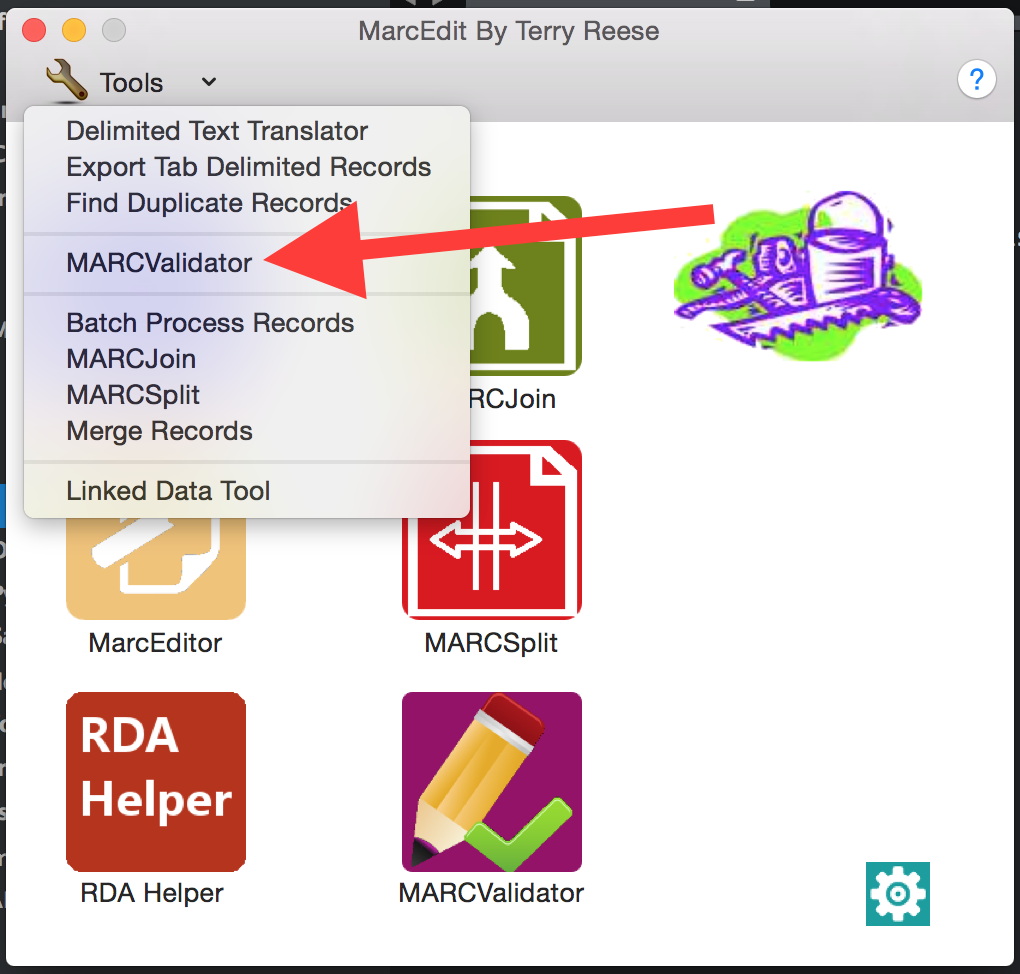 MarcEdit By Terry Reese
Tools
?
Delimited Text Translator
Export Tab Delimited Records
Find Duplicate Records
MARCValidator
Batch Process Records
MARCJoin
MARCSplit
Merge Records
Linked Data Tool
RCJoin
MarcEditor
MARCSplit
RDA
Helper
RDA Helper
MARCValidator